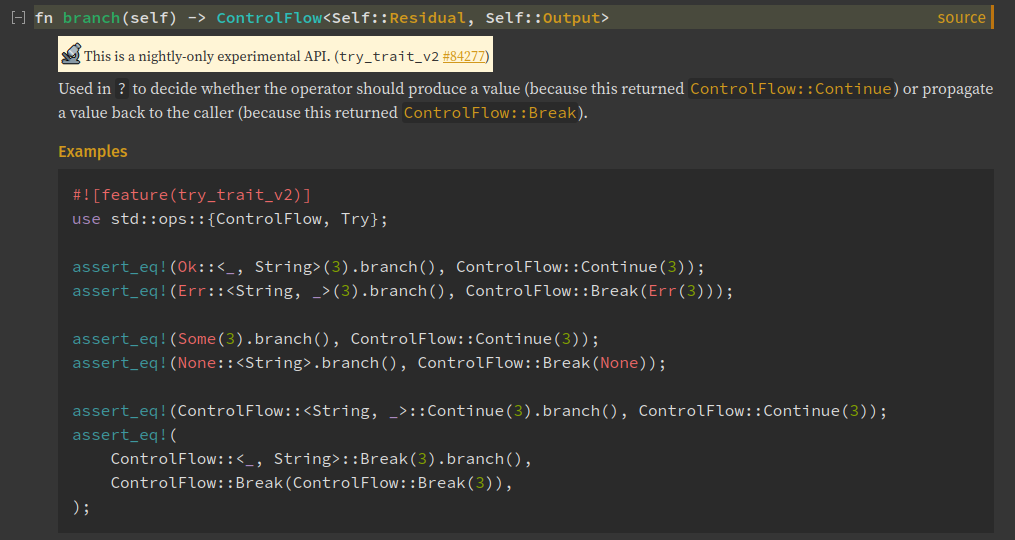 [-] fn branch(self) -> ControlFlow<Self::Residual, Self::Output> source
This is a nightly-only experimental API. (try_trait_v2 #84277)
Used in ? to decide whether the operator should produce a value (because this returned ControlFlow::Continue) or propagate
a value back to the caller (because this returned ControlFlow::Break).
Examples
#![feature(try_trait_v2)]
use std::ops::{ControlFlow, Try};
assert_eq!(Ok::<_, String>(3).branch(), ControlFlow::Continue(3));
assert_eq!(Err::<String, _>(3).branch(), ControlFlow::Break(Err(3)));
assert_eq!(Some(3).branch(), ControlFlow::Continue(3));
assert_eq!(None::<String>.branch(), ControlFlow::Break(None));
assert_eq!(ControlFlow::<String, _>::Continue(3).branch(), ControlFlow::Continue(3));
assert_eq!(
    ControlFlow::<_, String>::Break(3).branch(),
    ControlFlow::Break(ControlFlow::Break(3)),
);